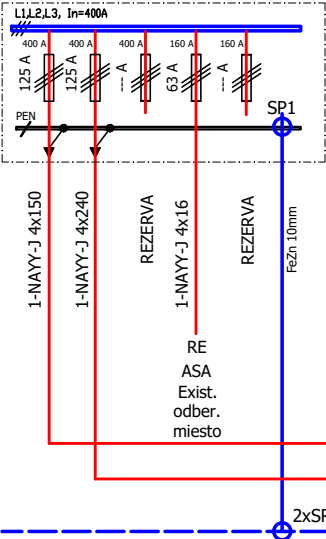 L1,L2,L3, In=400A
400 A
400 A
400 A
160 A
160 A
125 A
125 A
--- A
63 A
--- A
PEN
SP1
1-NAYY-J 4x150
1-NAYY-J 4x240
REZERVA
1-NAYY-J 4x16
REZERVA
FeZn 10mm
RE
ASA
Exist.
odber.
miesto